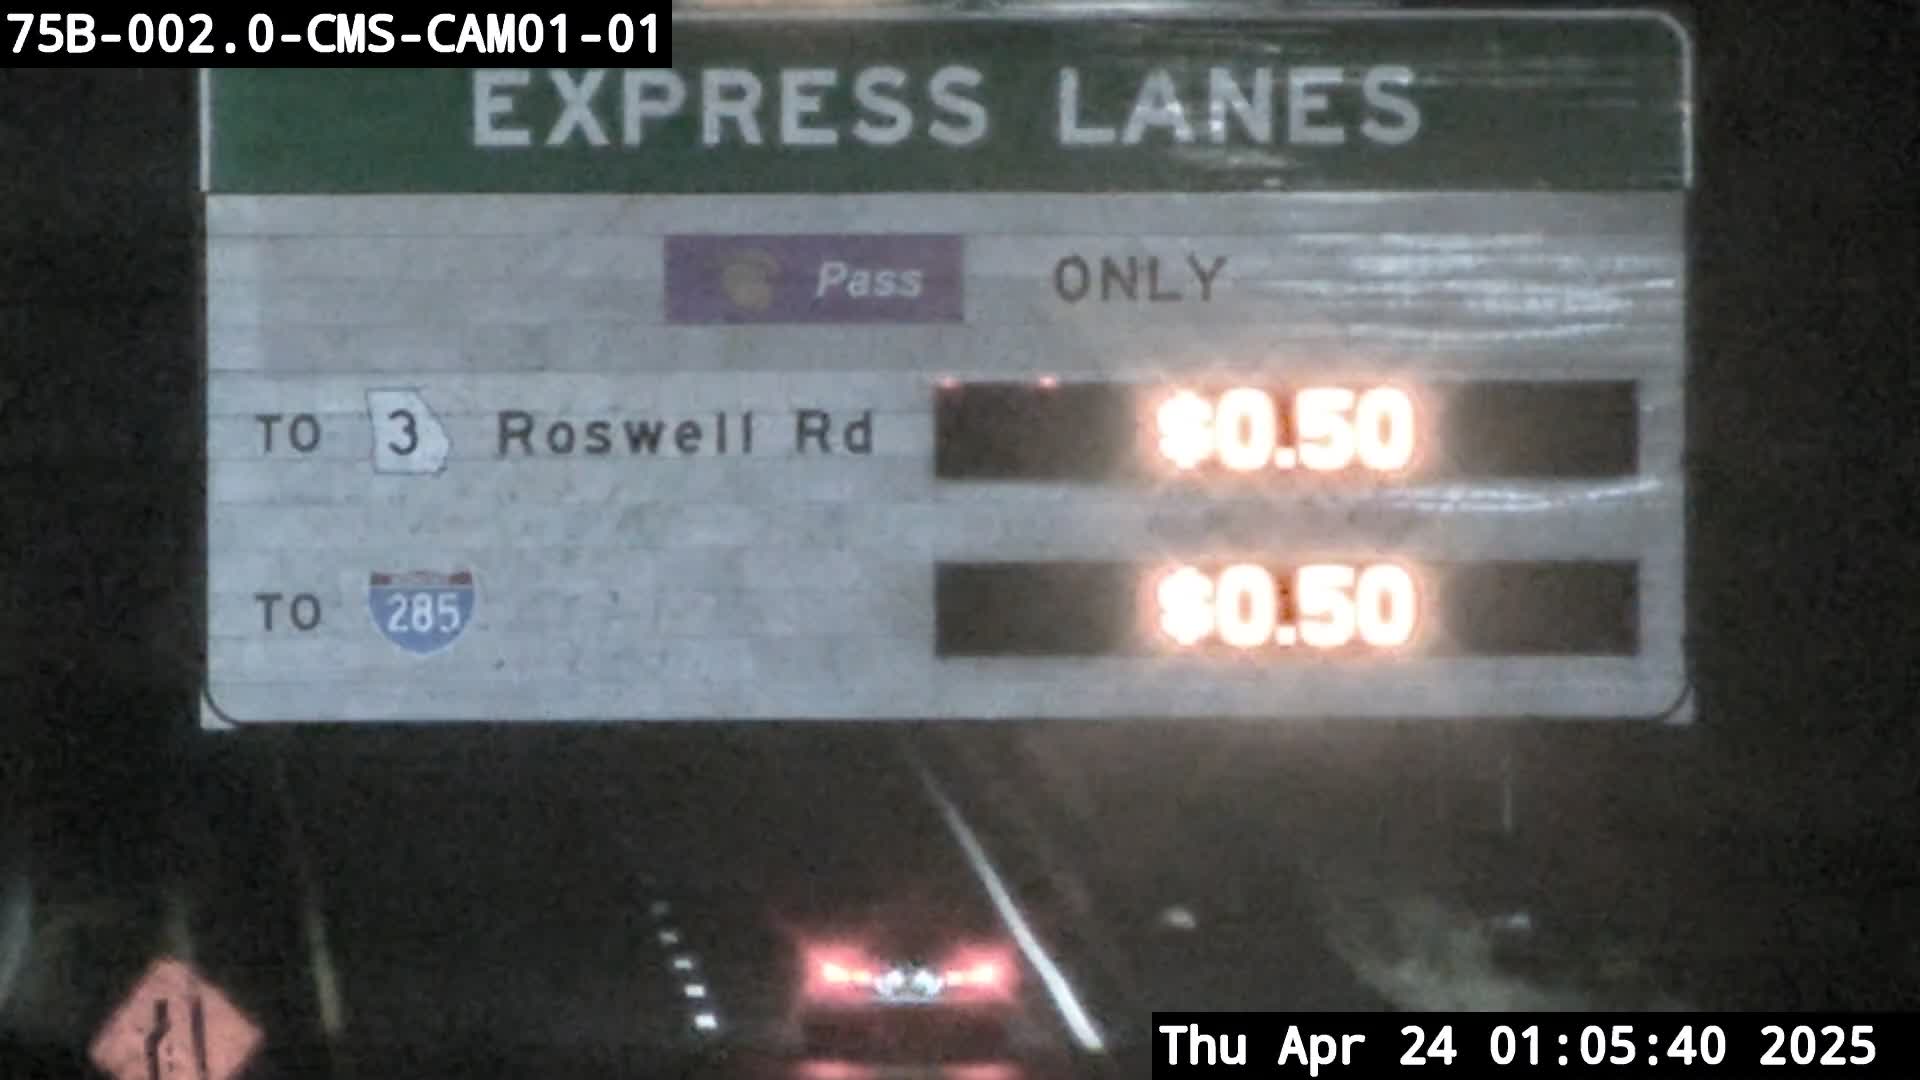 75B-002.0-CMS-CAM01-01
EXPRESS LANES
Pass ONLY
TO 3 Roswell Rd $0.50
TO 285 $0.50
Thu Apr 24 01:05:40 2025